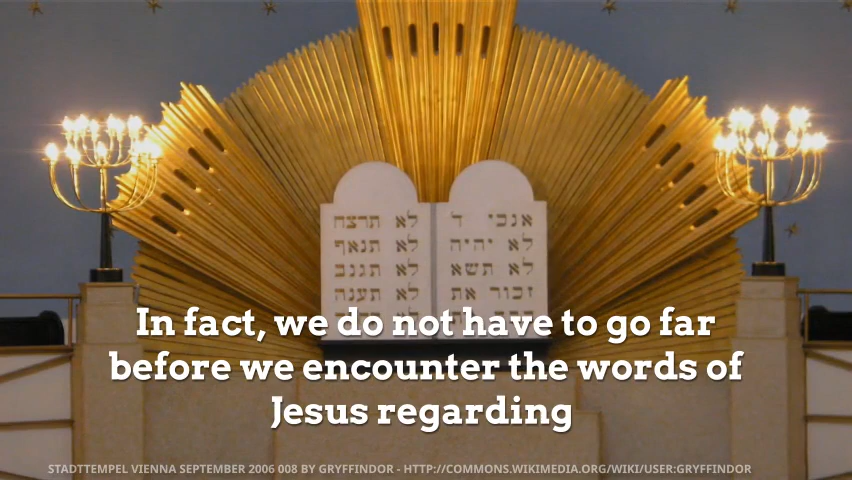 אנכי ד
לא יהיה
לא תשא
זכור את
לא תרצח
לא תנאף
לא תגנב
לא תענה
In fact, we do not have to go far
before we encounter the words of
Jesus regarding
STADTTEMPEL VIENNA SEPTEMBER 2006 008 BY GRYFFINDOR - HTTP://COMMONS.WIKIMEDIA.ORG/WIKI/USER:GRYFFINDOR